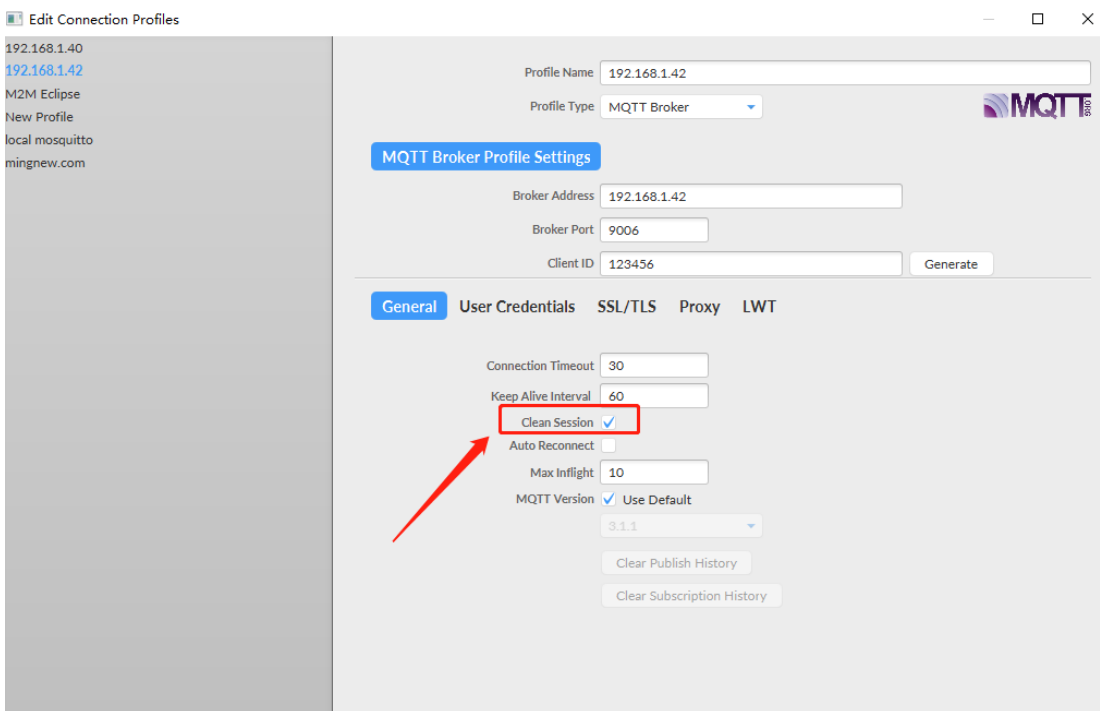 Edit Connection Profiles
192.168.1.40
192.168.1.42
M2M Eclipse
New Profile
local mosquitto
mingnew.com
Profile Name 192.168.1.42
Profile Type MQTT Broker
MQTT
.ORG
MQTT Broker Profile Settings
Broker Address 192.168.1.42
Broker Port 9006
Client ID 123456 Generate
General User Credentials SSL/TLS Proxy LWT
Connection Timeout 30
Keep Alive Interval 60
Clean Session
Auto Reconnect
Max Inflight 10
MQTT Version Use Default
3.1.1
Clear Publish History
Clear Subscription History